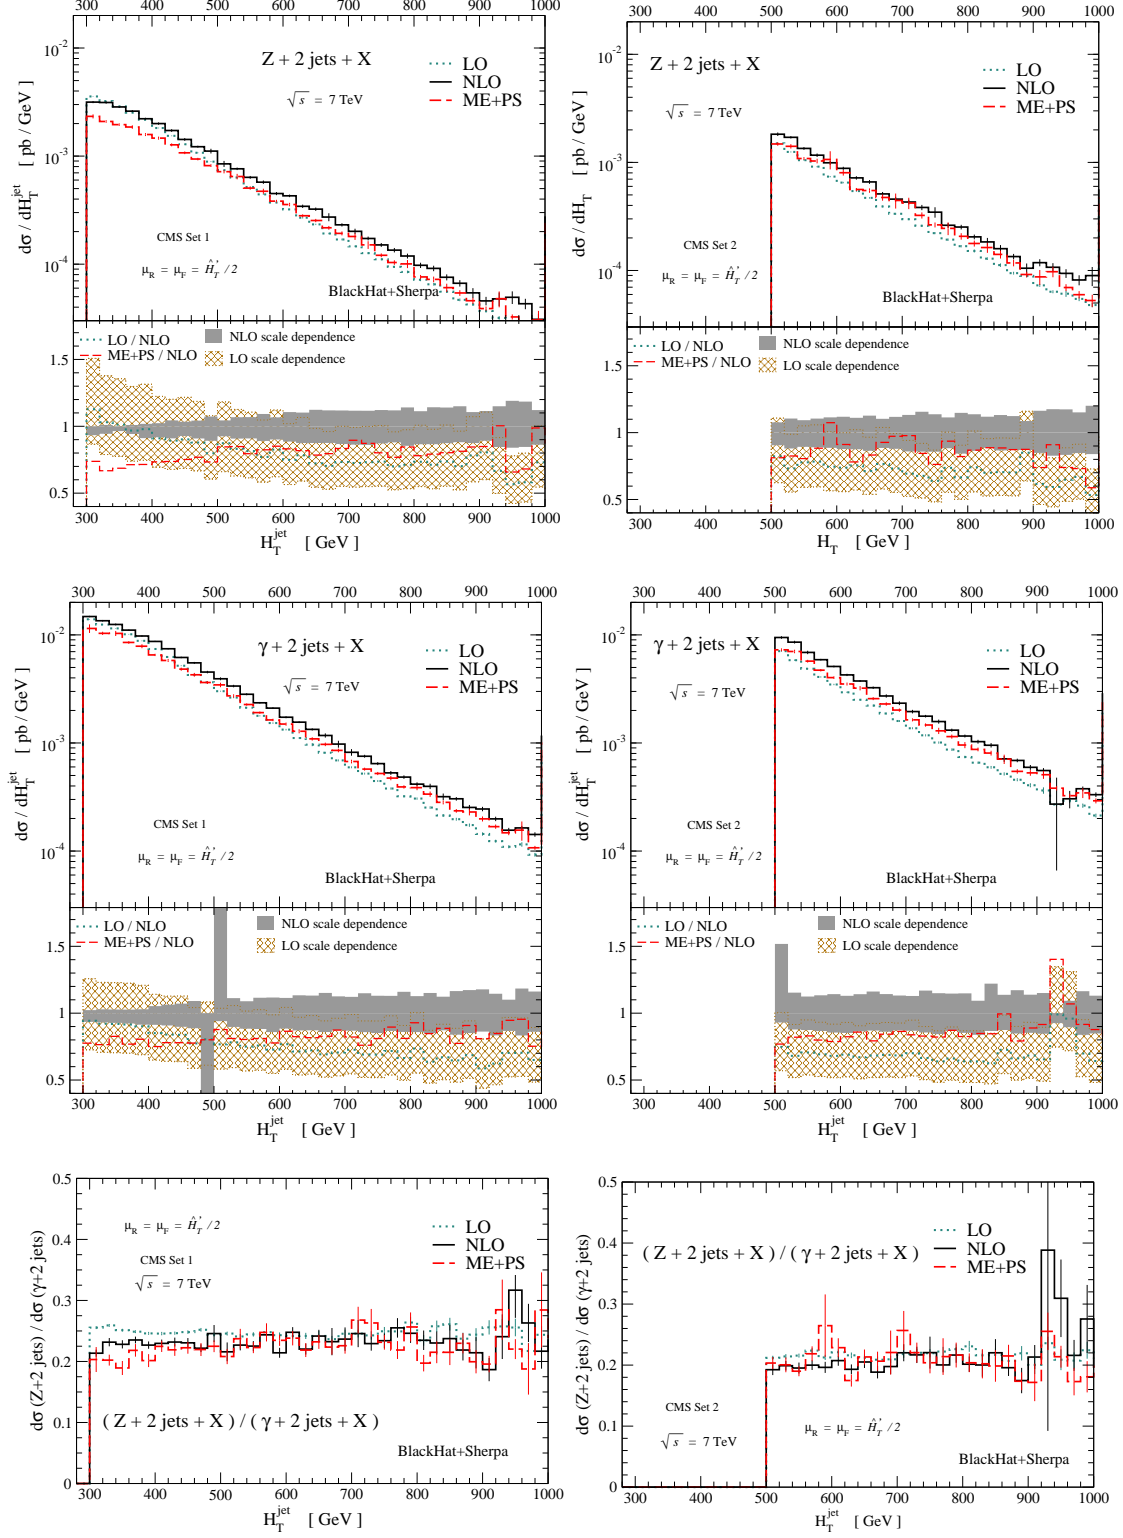 300 400 500 600 700 800 900 1000
Z + 2 jets + X
√s = 7 TeV
LO
NLO
ME+PS
dσ / dH_T^jet [ pb / GeV ]
10^-2
10^-3
10^-4
CMS Set 1
μ_R = μ_F = Ĥ_T' / 2
BlackHat+Sherpa
LO / NLO
ME+PS / NLO
NLO scale dependence
LO scale dependence
1.5
1
0.5
300 400 500 600 700 800 900 1000
H_T^jet [ GeV ]
300 400 500 600 700 800 900 1000
Z + 2 jets + X
√s = 7 TeV
LO
NLO
ME+PS
dσ / dH_T [ pb / GeV ]
10^-2
10^-3
10^-4
CMS Set 2
μ_R = μ_F = Ĥ_T' / 2
BlackHat+Sherpa
LO / NLO
ME+PS / NLO
NLO scale dependence
LO scale dependence
1.5
1
0.5
300 400 500 600 700 800 900 1000
H_T [ GeV ]
300 400 500 600 700 800 900 1000
γ + 2 jets + X
√s = 7 TeV
LO
NLO
ME+PS
dσ / dH_T^jet [ pb / GeV ]
10^-2
10^-3
10^-4
CMS Set 1
μ_R = μ_F = Ĥ_T' / 2
BlackHat+Sherpa
LO / NLO
ME+PS / NLO
NLO scale dependence
LO scale dependence
1.5
1
0.5
300 400 500 600 700 800 900 1000
H_T^jet [ GeV ]
300 400 500 600 700 800 900 1000
γ + 2 jets + X
√s = 7 TeV
LO
NLO
ME+PS
dσ / dH_T^jet [ pb / GeV ]
10^-2
10^-3
10^-4
CMS Set 2
μ_R = μ_F = Ĥ_T' / 2
BlackHat+Sherpa
LO / NLO
ME+PS / NLO
NLO scale dependence
LO scale dependence
1.5
1
0.5
300 400 500 600 700 800 900 1000
H_T^jet [ GeV ]
dσ (Z+2 jets) / dσ (γ+2 jets)
0.5
0.4
0.3
0.2
0.1
0
μ_R = μ_F = Ĥ_T' / 2
CMS Set 1
√s = 7 TeV
LO
NLO
ME+PS
( Z + 2 jets + X ) / ( γ + 2 jets + X )
BlackHat+Sherpa
300 400 500 600 700 800 900 1000
H_T^jet [ GeV ]
dσ (Z+2 jets) / dσ (γ+2 jets)
0.5
0.4
0.3
0.2
0.1
0
LO
NLO
ME+PS
( Z + 2 jets + X ) / ( γ + 2 jets + X )
CMS Set 2
√s = 7 TeV
μ_R = μ_F = Ĥ_T' / 2
BlackHat+Sherpa
300 400 500 600 700 800 900 1000
H_T^jet [ GeV ]